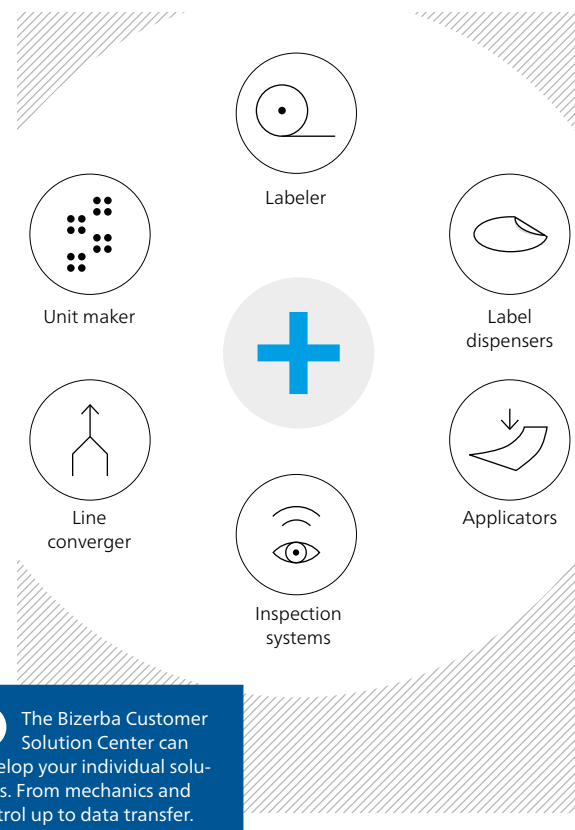 Labeler
Unit maker
Label
dispensers
Line
converger
Applicators
Inspection
systems
The Bizerba Customer
Solution Center can
elop your individual solu-
s. From mechanics and
trol up to data transfer.